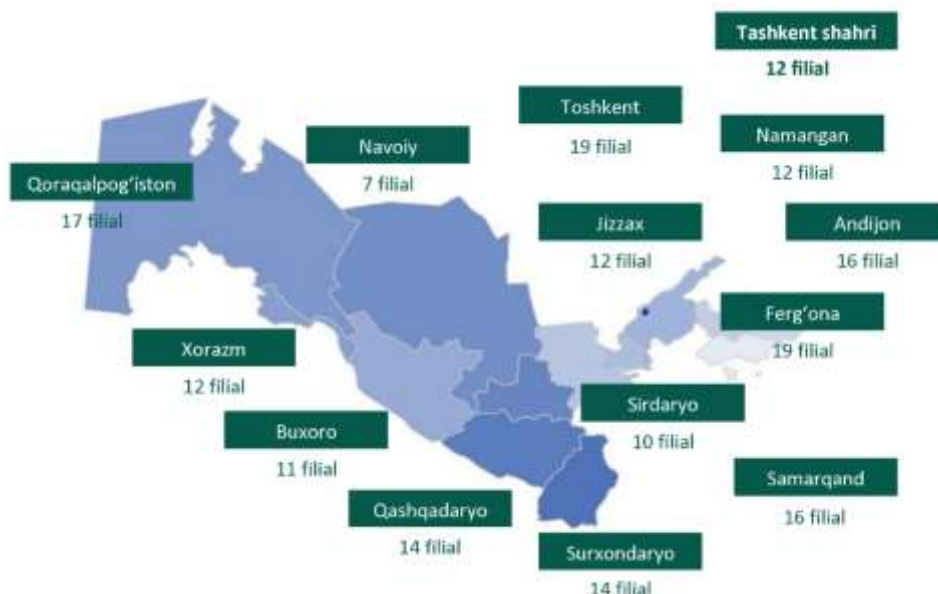 Tashkent shahri
12 filial
Toshkent
19 filial
Namangan
12 filial
Navoiy
7 filial
Qoraqalpog‘iston
17 filial
Jizzax
12 filial
Andijon
16 filial
Ferg‘ona
19 filial
Xorazm
12 filial
Sirdaryo
10 filial
Buxoro
11 filial
Samarqand
16 filial
Qashqadaryo
14 filial
Surxondaryo
14 filial